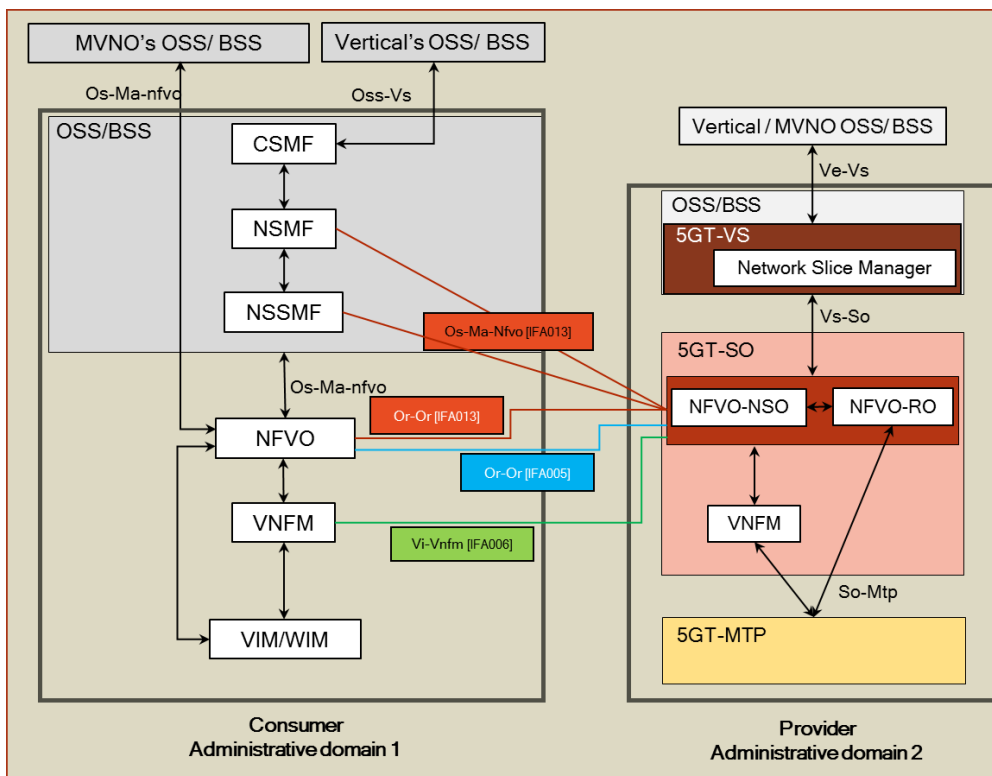 MVNO's OSS/ BSS
Vertical's OSS/ BSS
Os-Ma-nfvo
Oss-Vs
OSS/BSS
CSMF
NSMF
NSSMF
Os-Ma-nfvo
NFVO
VNFM
VIM/WIM
Os-Ma-Nfvo [IFA013]
Or-Or [IFA013]
Or-Or [IFA005]
Vi-Vnfm [IFA006]
Vertical / MVNO OSS/BSS
Ve-Vs
OSS/BSS
5GT-VS
Network Slice Manager
Vs-So
5GT-SO
NFVO-NSO
NFVO-RO
VNFM
So-Mtp
5GT-MTP
Consumer
Administrative domain 1
Provider
Administrative domain 2